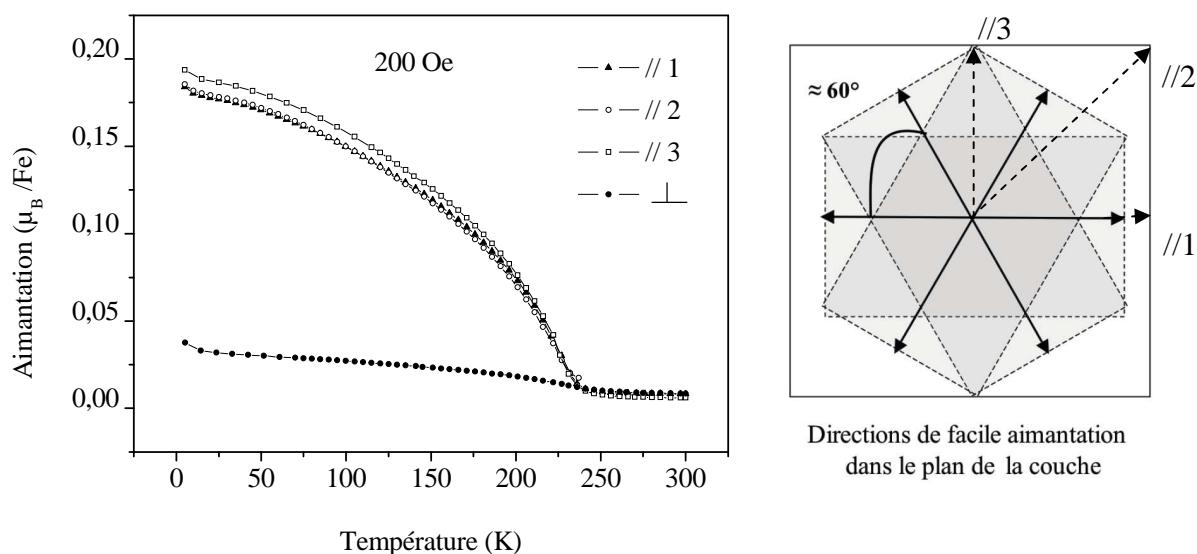 200 Oe
// 1
// 2
// 3
⊥
0,20
0,15
0,10
0,05
0,00
Aimantation (μB /Fe)
0 50 100 150 200 250 300
Température (K)
//3
//2
≈ 60°
//1
Directions de facile aimantation
dans le plan de la couche